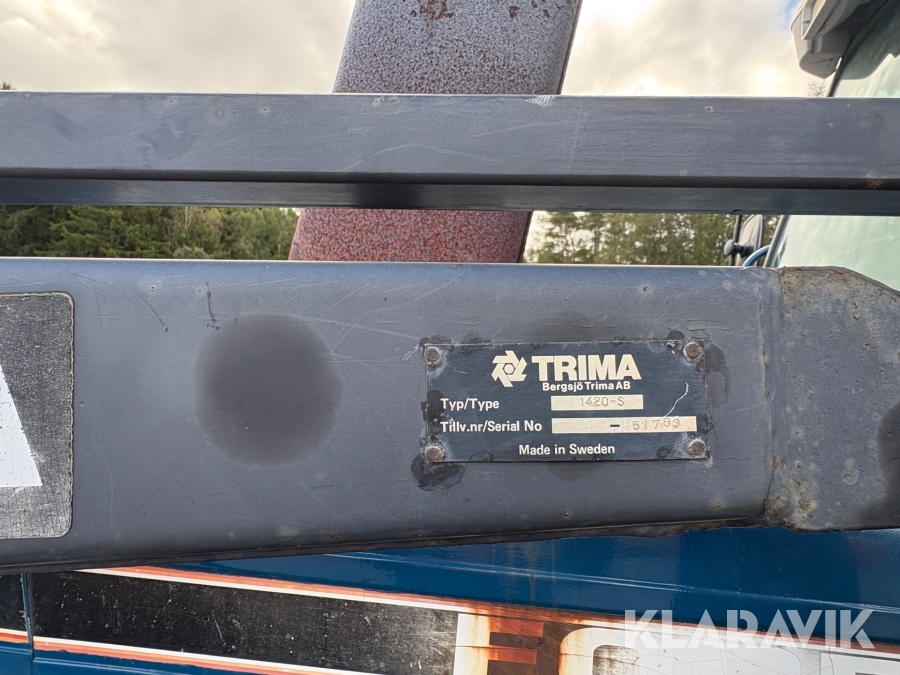 TRIMA
Bergsjö Trima AB
Typ/Type 1420-S
Tillv.nr/Serial No - 51783
Made in Sweden
KLARAVIK